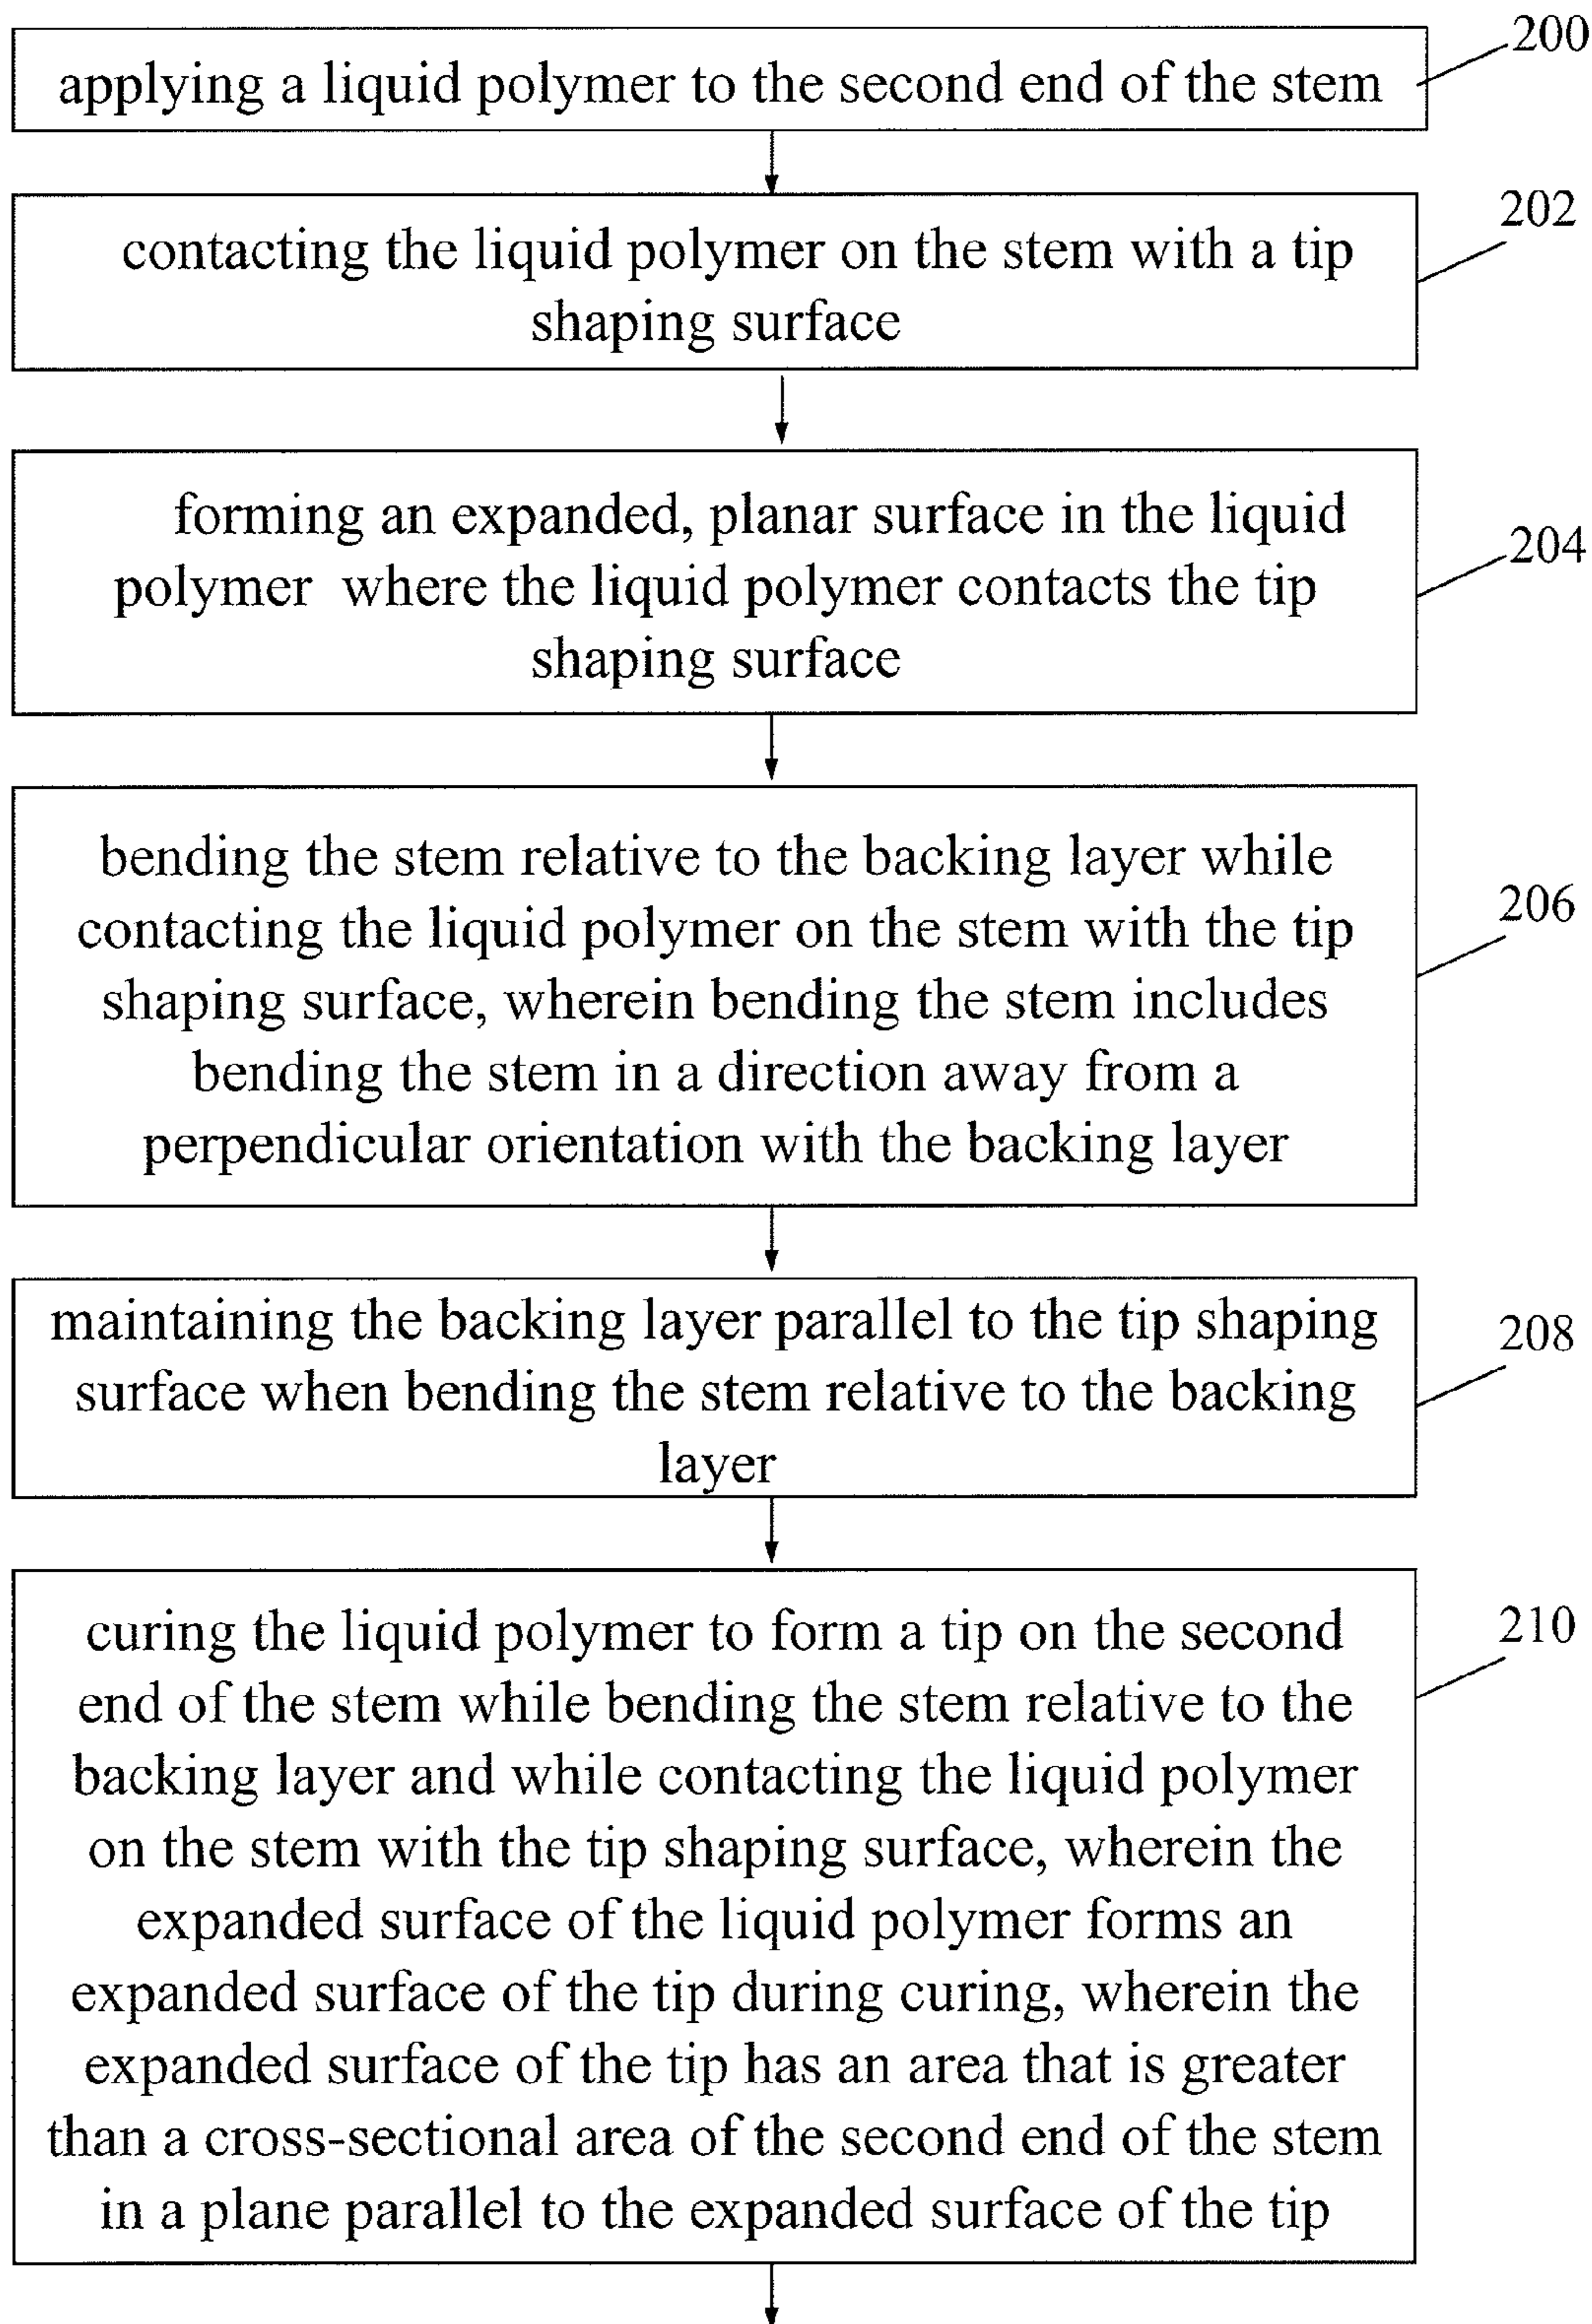 applying a liquid polymer to the second end of the stem
200
contacting the liquid polymer on the stem with a tip
shaping surface
202
forming an expanded, planar surface in the liquid
polymer where the liquid polymer contacts the tip
shaping surface
204
bending the stem relative to the backing layer while
contacting the liquid polymer on the stem with the tip
shaping surface, wherein bending the stem includes
bending the stem in a direction away from a
perpendicular orientation with the backing layer
206
maintaining the backing layer parallel to the tip shaping
surface when bending the stem relative to the backing
layer
208
curing the liquid polymer to form a tip on the second
end of the stem while bending the stem relative to the
backing layer and while contacting the liquid polymer
on the stem with the tip shaping surface, wherein the
expanded surface of the liquid polymer forms an
expanded surface of the tip during curing, wherein the
expanded surface of the tip has an area that is greater
than a cross-sectional area of the second end of the stem
in a plane parallel to the expanded surface of the tip
210